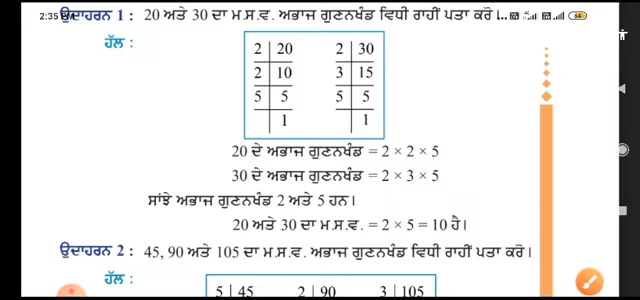 2:35 PM
64
ਉਦਾਹਰਨ 1 : 20 ਅਤੇ 30 ਦਾ ਮ.ਸ.ਵ. ਅਭਾਜ ਗੁਣਨਖੰਡ ਵਿਧੀ ਰਾਹੀਂ ਪਤਾ ਕਰੋ।
ਹੱਲ :
2 20 2 30
2 10 3 15
5 5 5 5
1 1
20 ਦੇ ਅਭਾਜ ਗੁਣਨਖੰਡ = 2 × 2 × 5
30 ਦੇ ਅਭਾਜ ਗੁਣਨਖੰਡ = 2 × 3 × 5
ਸਾਂਝੇ ਅਭਾਜ ਗੁਣਨਖੰਡ 2 ਅਤੇ 5 ਹਨ।
20 ਅਤੇ 30 ਦਾ ਮ.ਸ.ਵ. = 2 × 5 = 10 ਹੈ।
ਉਦਾਹਰਨ 2 : 45, 90 ਅਤੇ 105 ਦਾ ਮ.ਸ.ਵ. ਅਭਾਜ ਗੁਣਨਖੰਡ ਵਿਧੀ ਰਾਹੀਂ ਪਤਾ ਕਰੋ।
ਹੱਲ :
5 45 2 90 3 105